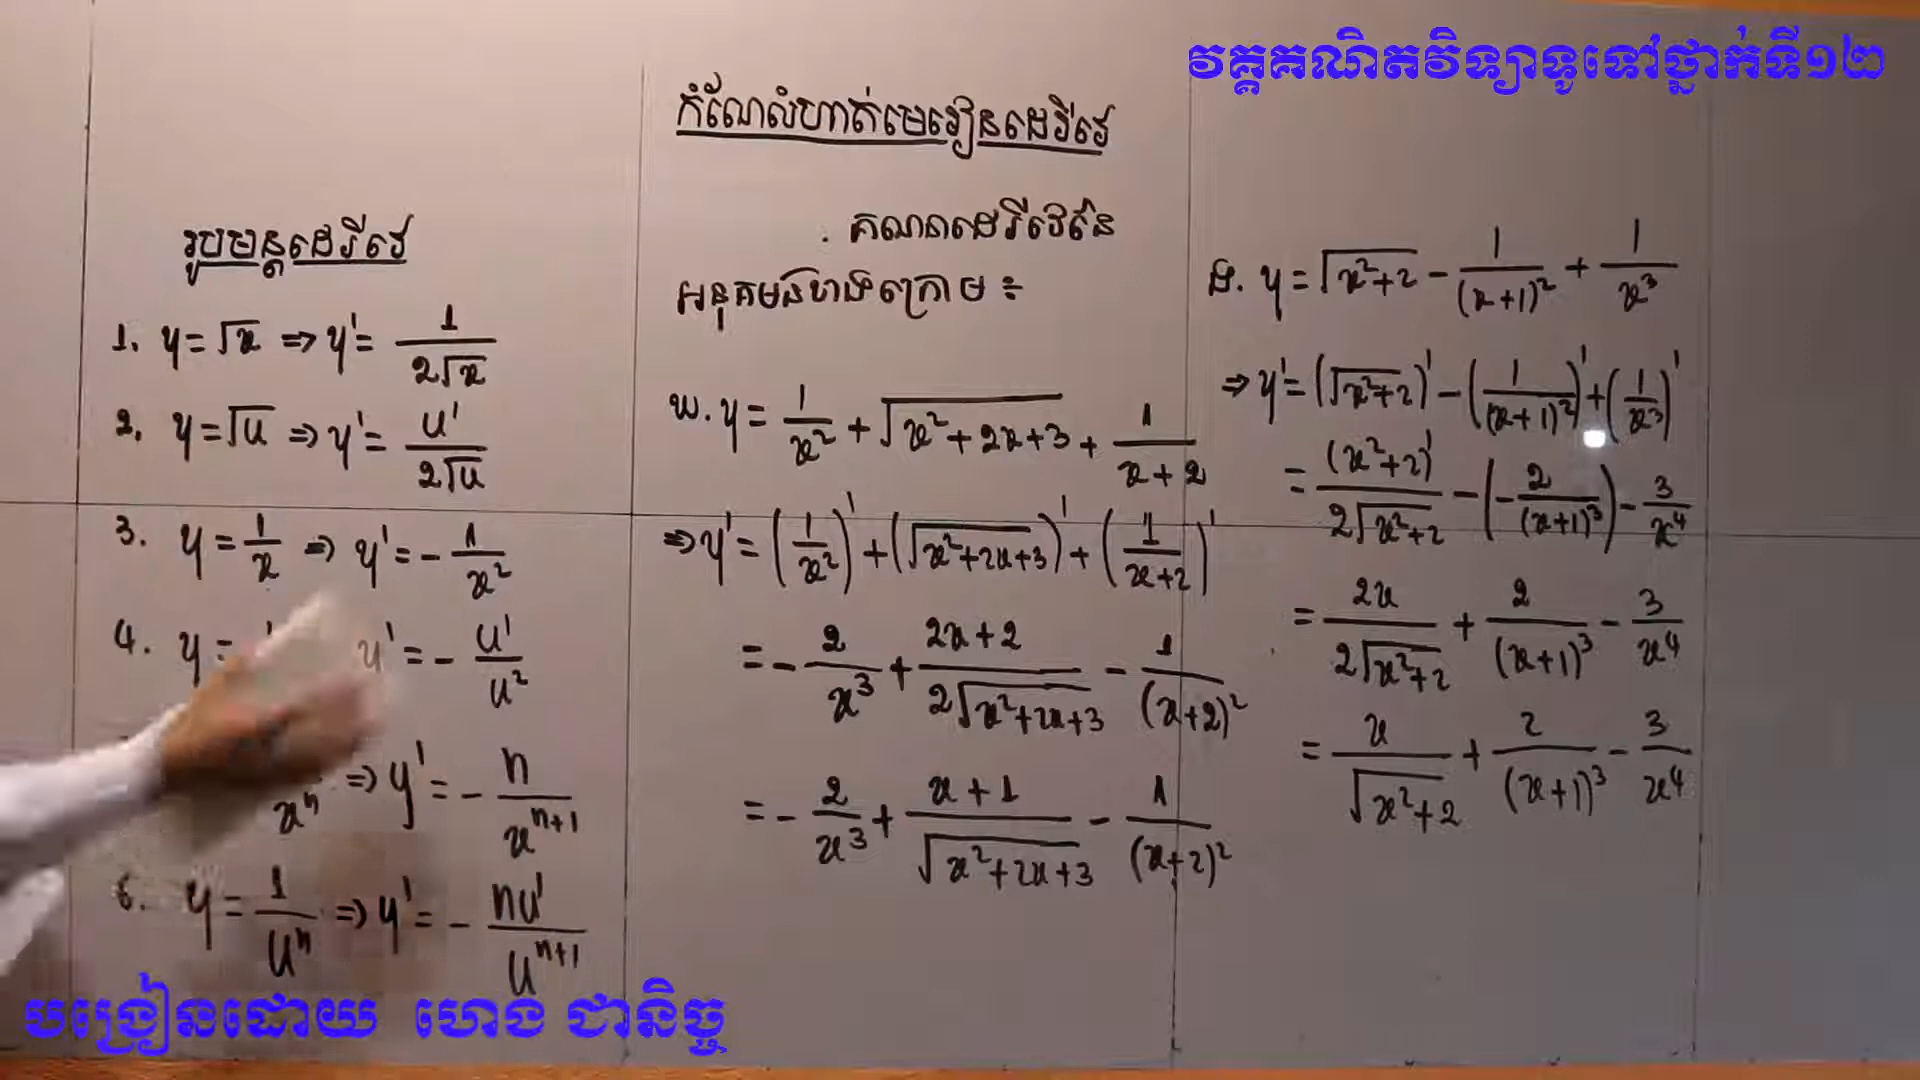 វគ្គគណិតវិទ្យាទូទៅថ្នាក់ទី១២
កំណែលំហាត់មេរៀនដេរីវេ
រូបមន្តដេរីវេ
1. y = √x ⇒ y' = 1/(2√x)
2. y = √u ⇒ y' = u'/(2√u)
3. y = 1/x ⇒ y' = - 1/x²
4. y = y' = - u'/u²
xⁿ ⇒ y' = - n/xⁿ⁺¹
6. y = 1/uⁿ ⇒ y' = - nu'/uⁿ⁺¹
. គណនាដេរីវេនៃ
អនុគមន៍ខាងក្រោម ៖
ឃ. y = 1/x² + √(x²+2x+3) + 1/(x+2)
⇒ y' = (1/x²)' + (√(x²+2x+3))' + (1/(x+2))'
= - 2/x³ + (2x+2)/(2√(x²+2x+3)) - 1/(x+2)²
= - 2/x³ + (x+1)/√(x²+2x+3) - 1/(x+2)²
ង. y = √(x²+2) - 1/(x+1)² + 1/x³
⇒ y' = (√(x²+2))' - (1/(x+1)²)' + (1/x³)'
= (x²+2)'/(2√(x²+2)) - (- 2/(x+1)³) - 3/x⁴
= 2x/(2√(x²+2)) + 2/(x+1)³ - 3/x⁴
= x/√(x²+2) + 2/(x+1)³ - 3/x⁴
បង្រៀនដោយ ហេង ជានិច្ច